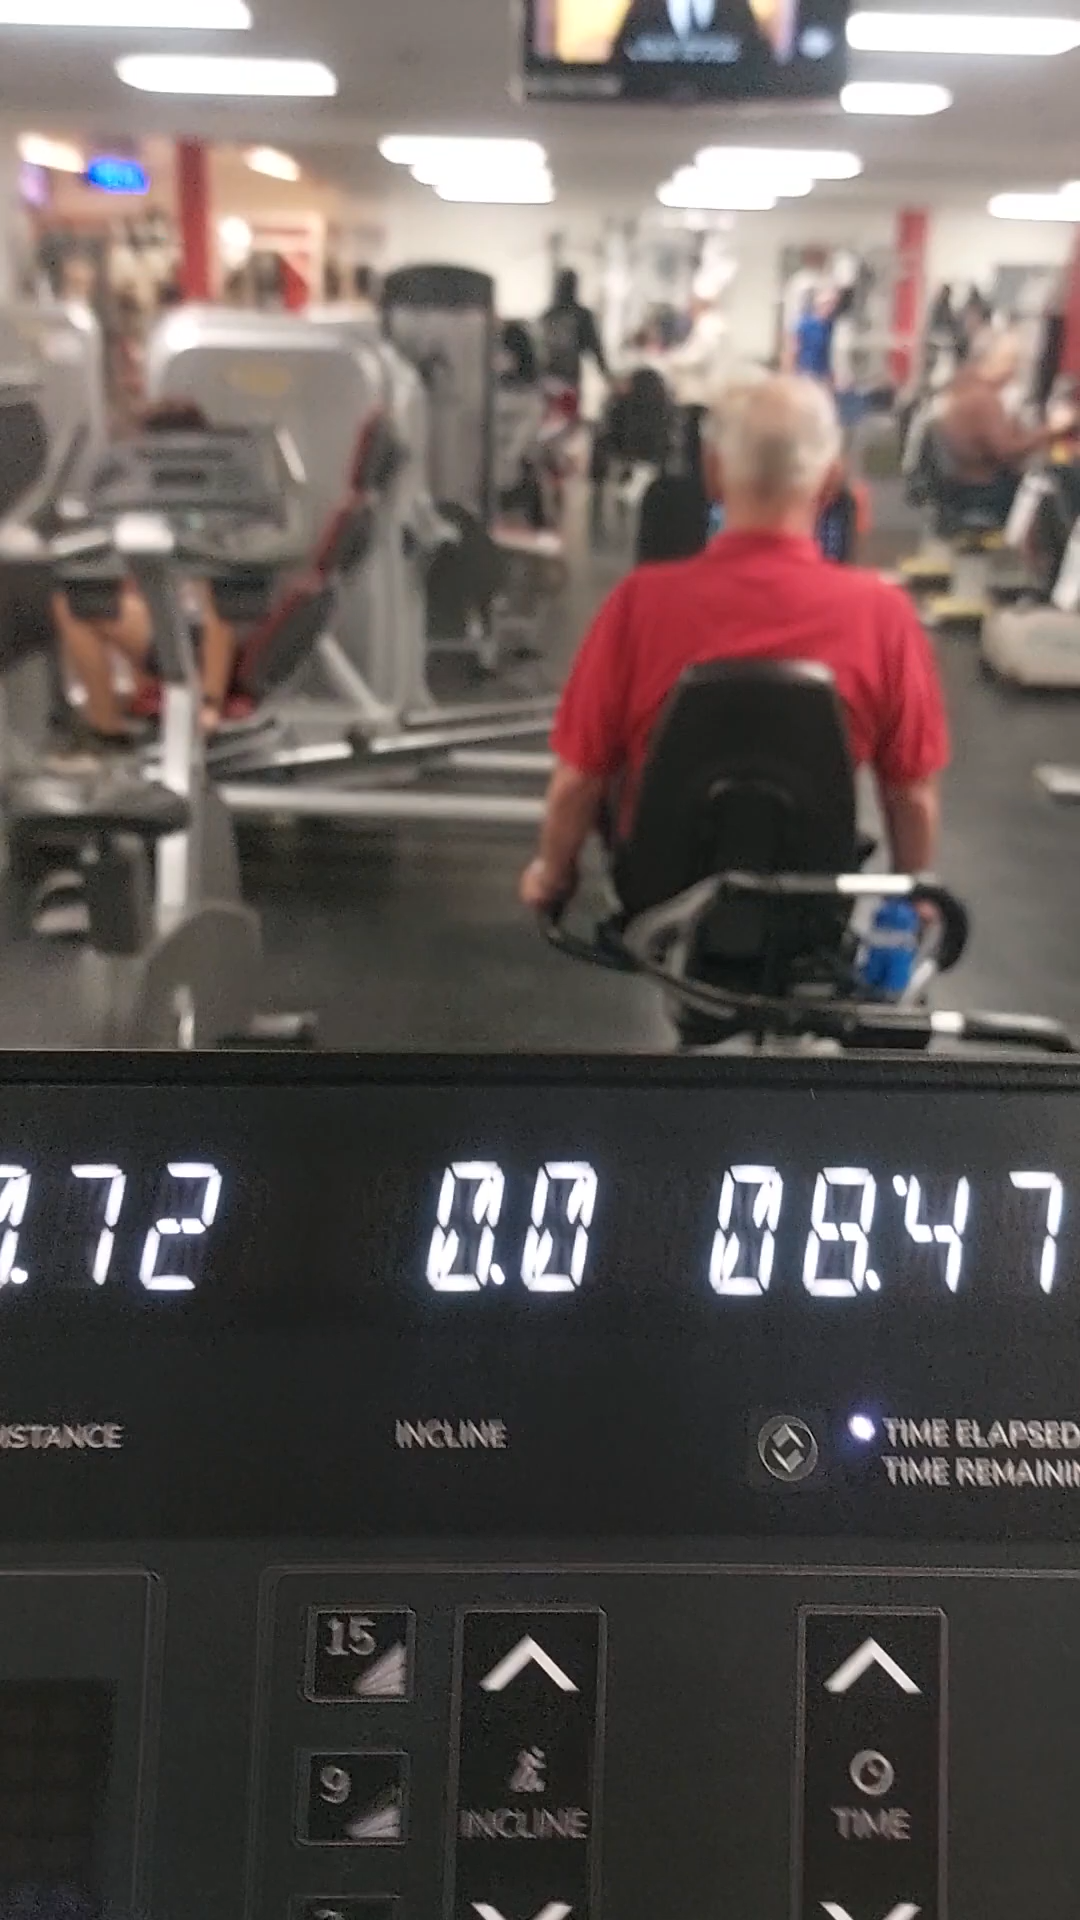 .72
0.0
08:47
ISTANCE
INCLINE
TIME ELAPSED
TIME REMAININ
15
9
INCLINE
TIME